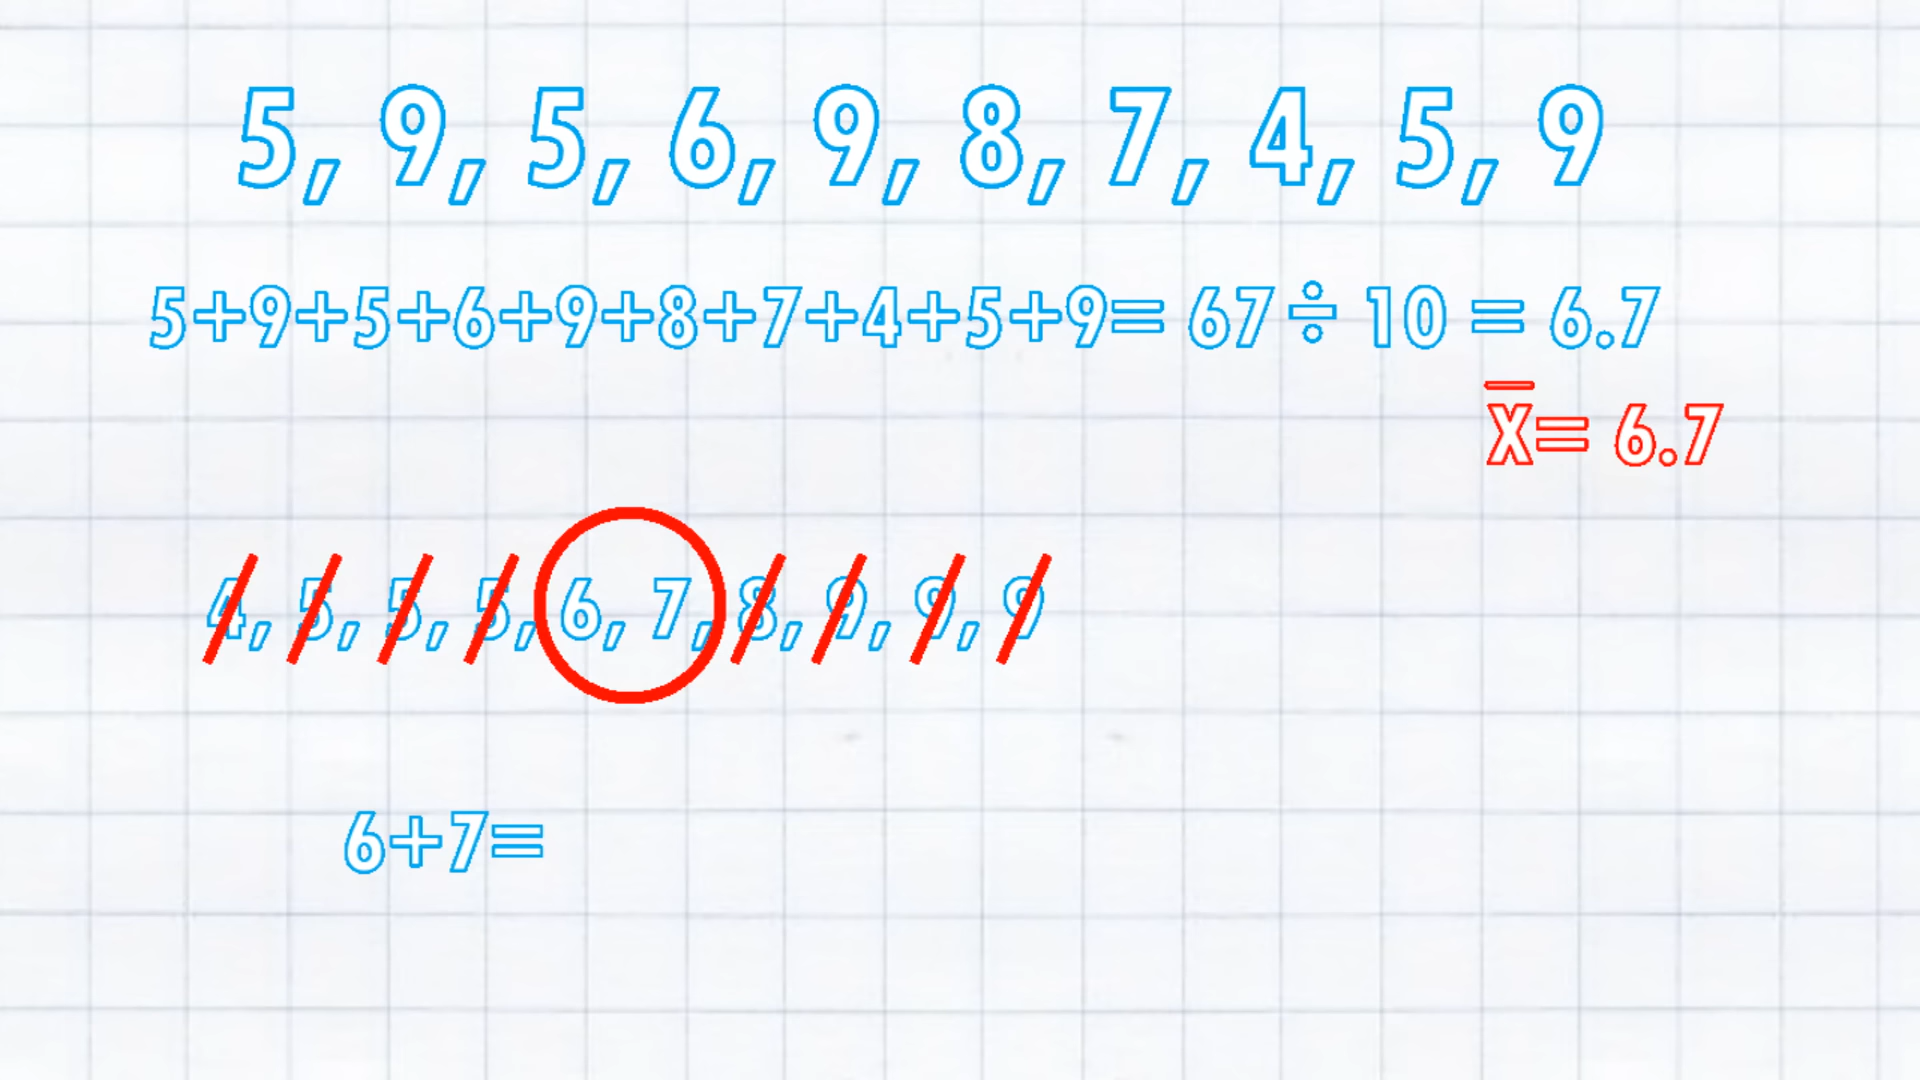 5, 9, 5, 6, 9, 8, 7, 4, 5, 9
5+9+5+6+9+8+7+4+5+9= 67÷ 10 = 6.7
x̅= 6.7
4, 5, 5, 5, 6, 7, 8, 9, 9, 9
6+7=